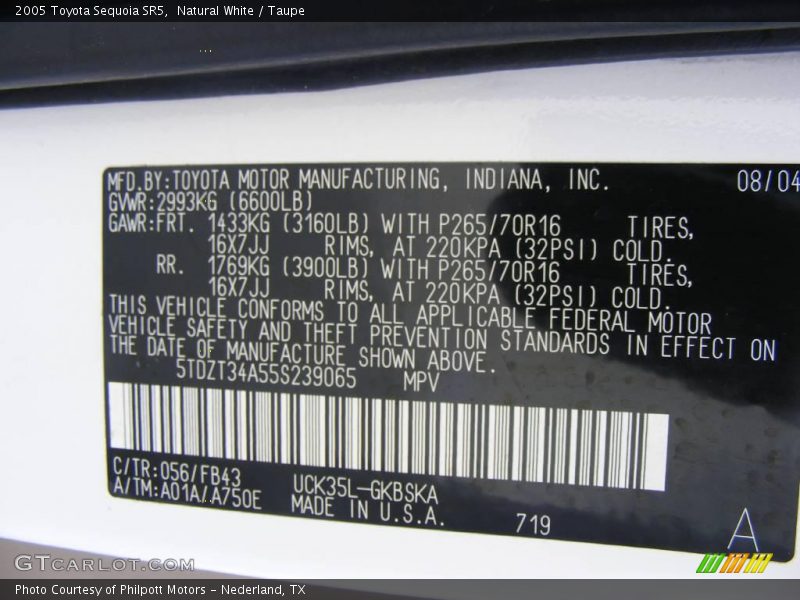 2005 Toyota Sequoia SR5, Natural White / Taupe
MFD.BY:TOYOTA MOTOR MANUFACTURING, INDIANA, INC. 08/04
GVWR:2993KG (6600LB)
GAWR:FRT. 1433KG (3160LB) WITH P265/70R16 TIRES,
16X7JJ RIMS, AT 220KPA (32PSI) COLD.
RR. 1769KG (3900LB) WITH P265/70R16 TIRES,
16X7JJ RIMS, AT 220KPA (32PSI) COLD.
THIS VEHICLE CONFORMS TO ALL APPLICABLE FEDERAL MOTOR
VEHICLE SAFETY AND THEFT PREVENTION STANDARDS IN EFFECT ON
THE DATE OF MANUFACTURE SHOWN ABOVE.
5TDZT34A55S239065 MPV
C/TR:056/FB43 UCK35L-GKBSKA
A/TM:A01A/A750E MADE IN U.S.A. 719 A
GTCARLOT.COM
Photo Courtesy of Philpott Motors - Nederland, TX